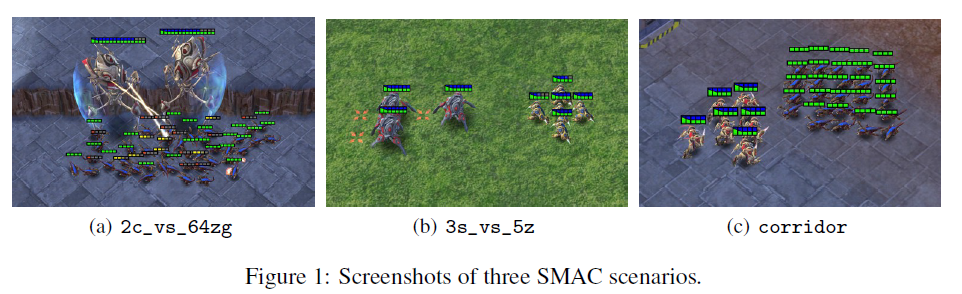 (a) 2c_vs_64zg
(b) 3s_vs_5z
(c) corridor
Figure 1: Screenshots of three SMAC scenarios.